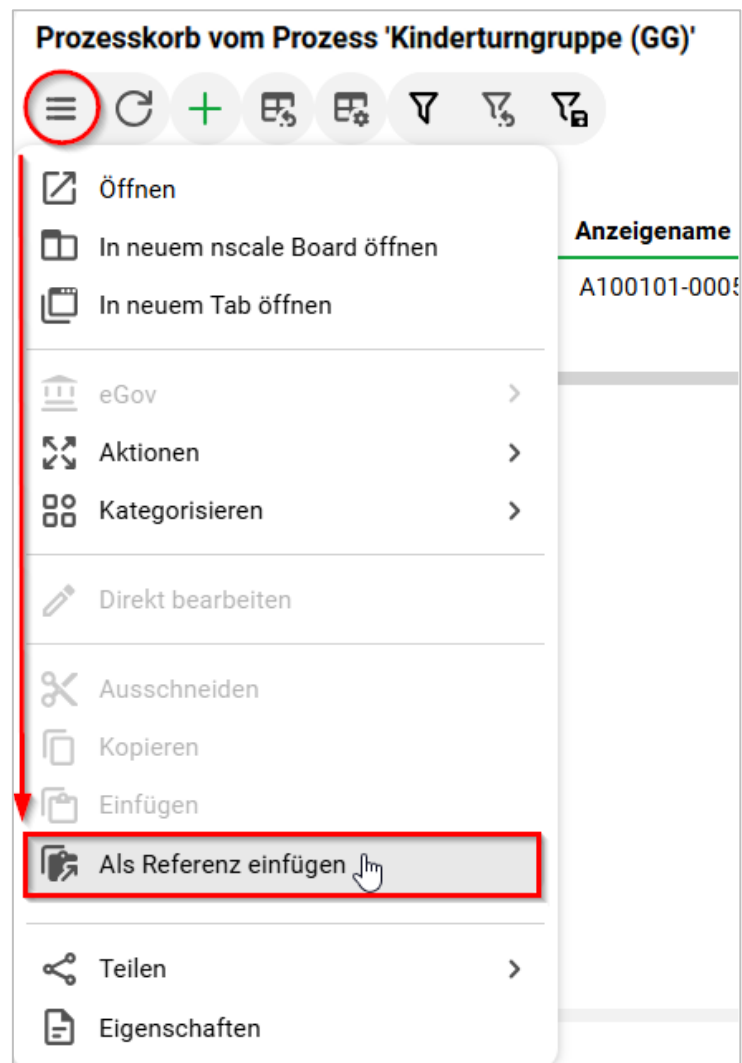 Prozesskorb vom Prozess 'Kinderturngruppe (GG)'
Öffnen
In neuem nscale Board öffnen
In neuem Tab öffnen
eGov
Aktionen
Kategorisieren
Direkt bearbeiten
Ausschneiden
Kopieren
Einfügen
Als Referenz einfügen
Teilen
Eigenschaften
Anzeigename
A100101-0005